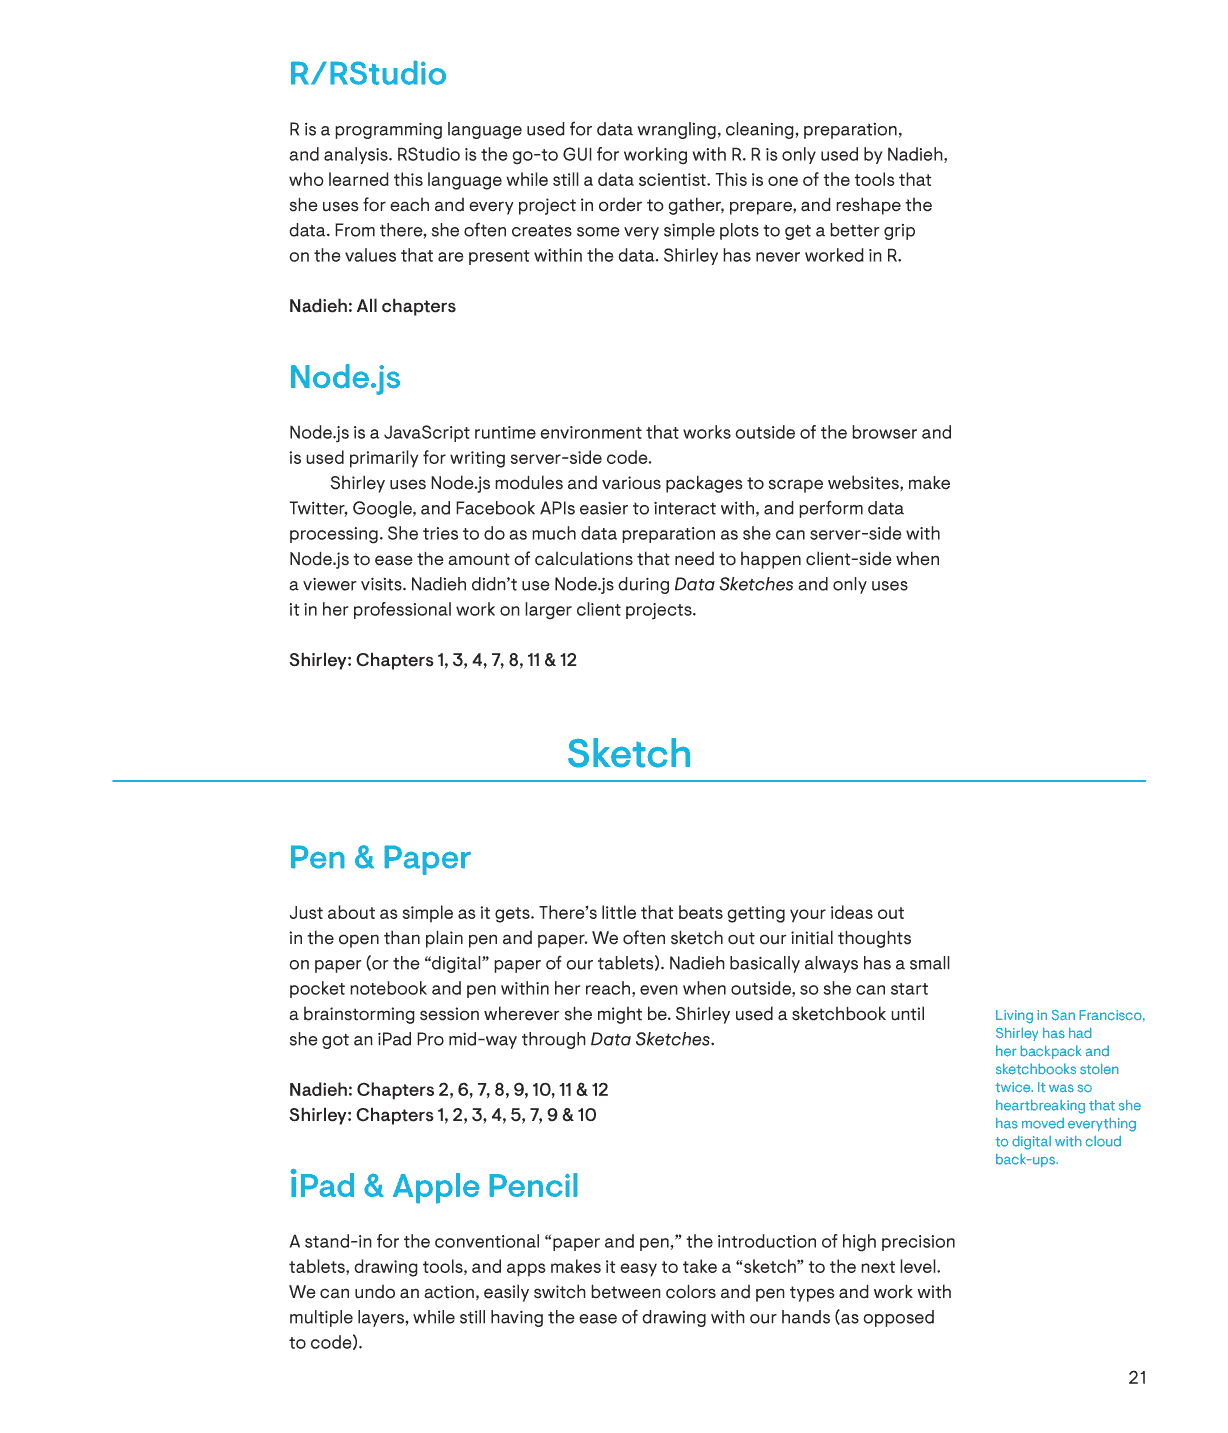 R/RStudio
R is a programming language used for data wrangling, cleaning, preparation,
and analysis. RStudio is the go-to GUI for working with R. R is only used by Nadieh,
who learned this language while still a data scientist. This is one of the tools that
she uses for each and every project in order to gather, prepare, and reshape the
data. From there, she often creates some very simple plots to get a better grip
on the values that are present within the data. Shirley has never worked in R.
Nadieh: All chapters
Node.js
Node.js is a JavaScript runtime environment that works outside of the browser and
is used primarily for writing server-side code.
Shirley uses Node.js modules and various packages to scrape websites, make
Twitter, Google, and Facebook APIs easier to interact with, and perform data
processing. She tries to do as much data preparation as she can server-side with
Node.js to ease the amount of calculations that need to happen client-side when
a viewer visits. Nadieh didn’t use Node.js during Data Sketches and only uses
it in her professional work on larger client projects.
Shirley: Chapters 1, 3, 4, 7, 8, 11 & 12
Sketch
Pen & Paper
Just about as simple as it gets. There’s little that beats getting your ideas out
in the open than plain pen and paper. We often sketch out our initial thoughts
on paper (or the “digital” paper of our tablets). Nadieh basically always has a small
pocket notebook and pen within her reach, even when outside, so she can start
a brainstorming session wherever she might be. Shirley used a sketchbook until
she got an iPad Pro mid-way through Data Sketches.
Living in San Francisco,
Shirley has had
her backpack and
sketchbooks stolen
twice. It was so
heartbreaking that she
has moved everything
to digital with cloud
back-ups.
Nadieh: Chapters 2, 6, 7, 8, 9, 10, 11 & 12
Shirley: Chapters 1, 2, 3, 4, 5, 7, 9 & 10
iPad & Apple Pencil
A stand-in for the conventional “paper and pen,” the introduction of high precision
tablets, drawing tools, and apps makes it easy to take a “sketch” to the next level.
We can undo an action, easily switch between colors and pen types and work with
multiple layers, while still having the ease of drawing with our hands (as opposed
to code).
21